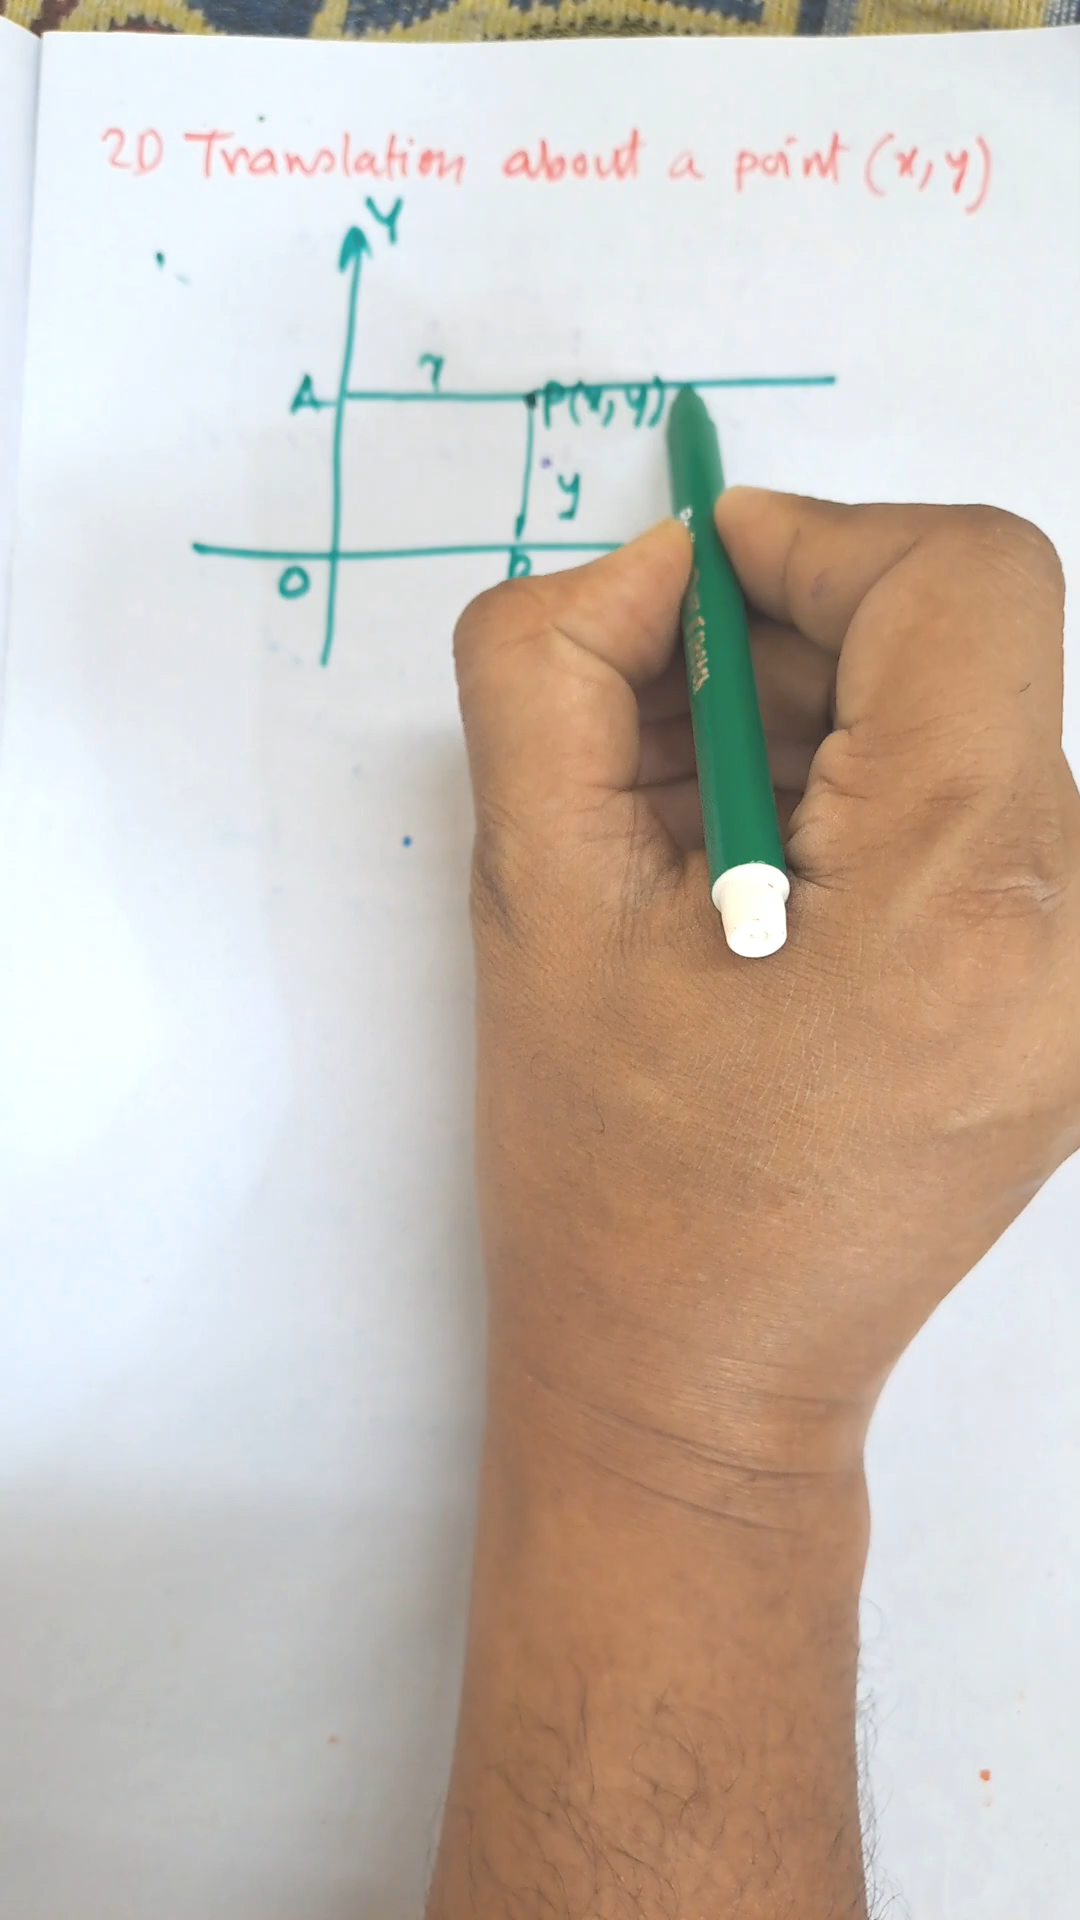 2D Translation about a point (x, y)
Y
x
A P(x, y)
y
O